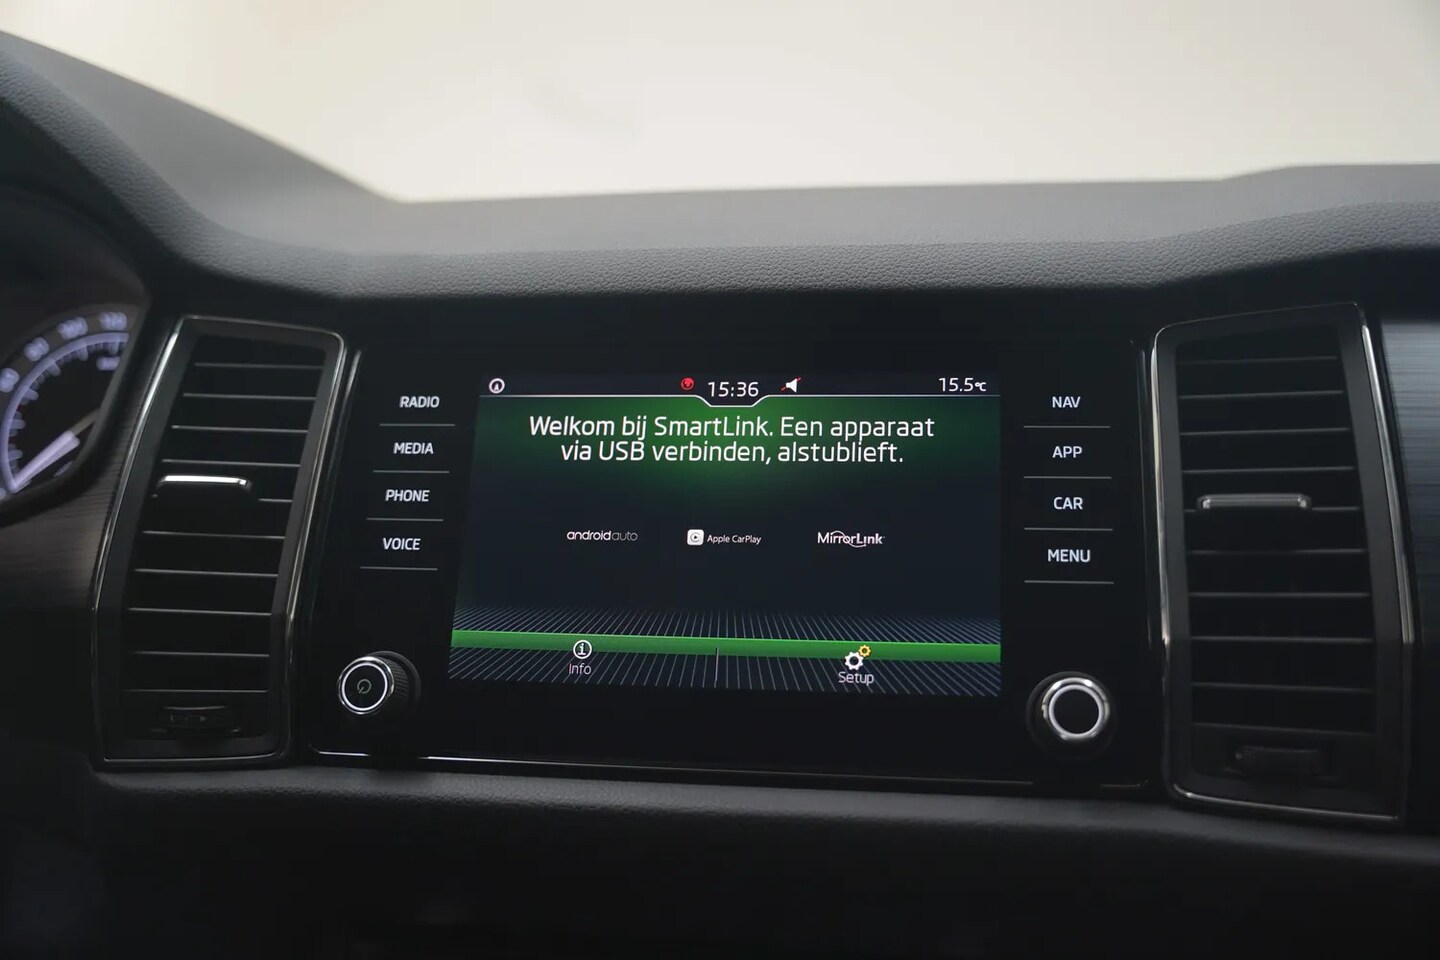 15:36
15.5°C
Welkom bij SmartLink. Een apparaat
via USB verbinden, alstublieft.
androidauto
Apple CarPlay
MirrorLink
Info
Setup
RADIO
MEDIA
PHONE
VOICE
NAV
APP
CAR
MENU